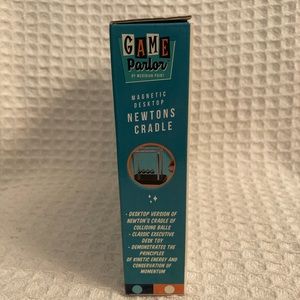 GAME
Parlor
BY MERIDIAN POINT
MAGNETIC
DESKTOP
NEWTONS
CRADLE
• DESKTOP VERSION OF
NEWTON'S CRADLE OF
COLLIDING BALLS
• CLASSIC EXECUTIVE
DESK TOY
• DEMONSTRATES THE
PRINCIPLES
OF KINETIC ENERGY AND
CONSERVATION OF
MOMENTUM